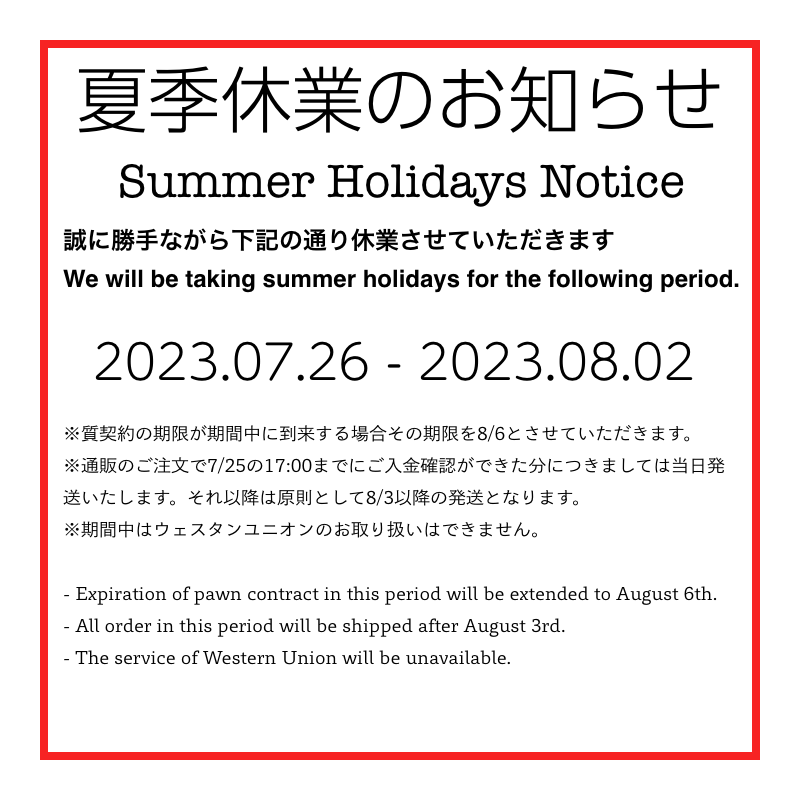 夏季休業のお知らせ
Summer Holidays Notice
誠に勝手ながら下記の通り休業させていただきます
We will be taking summer holidays for the following period.
2023.07.26 - 2023.08.02
※質契約の期限が期間中に到来する場合その期限を8/6とさせていただきます。
※通販のご注文で7/25の17:00までにご入金確認ができた分につきましては当日発
送いたします。それ以降は原則として8/3以降の発送となります。
※期間中はウェスタンユニオンのお取り扱いはできません。
- Expiration of pawn contract in this period will be extended to August 6th.
- All order in this period will be shipped after August 3rd.
- The service of Western Union will be unavailable.